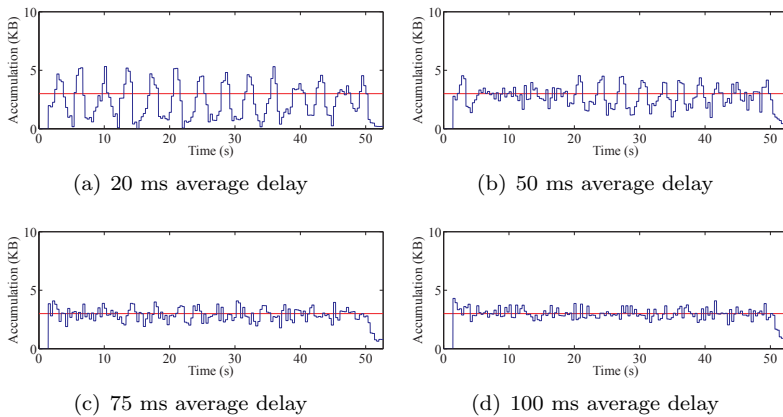 10
5
0
Accumulation (KB)
0 10 20 30 40 50
Time (s)
(a) 20 ms average delay
10
5
0
Accumulation (KB)
0 10 20 30 40 50
Time (s)
(b) 50 ms average delay
10
5
0
Accumulation (KB)
0 10 20 30 40 50
Time (s)
(c) 75 ms average delay
10
5
0
Accumulation (KB)
0 10 20 30 40 50
Time (s)
(d) 100 ms average delay